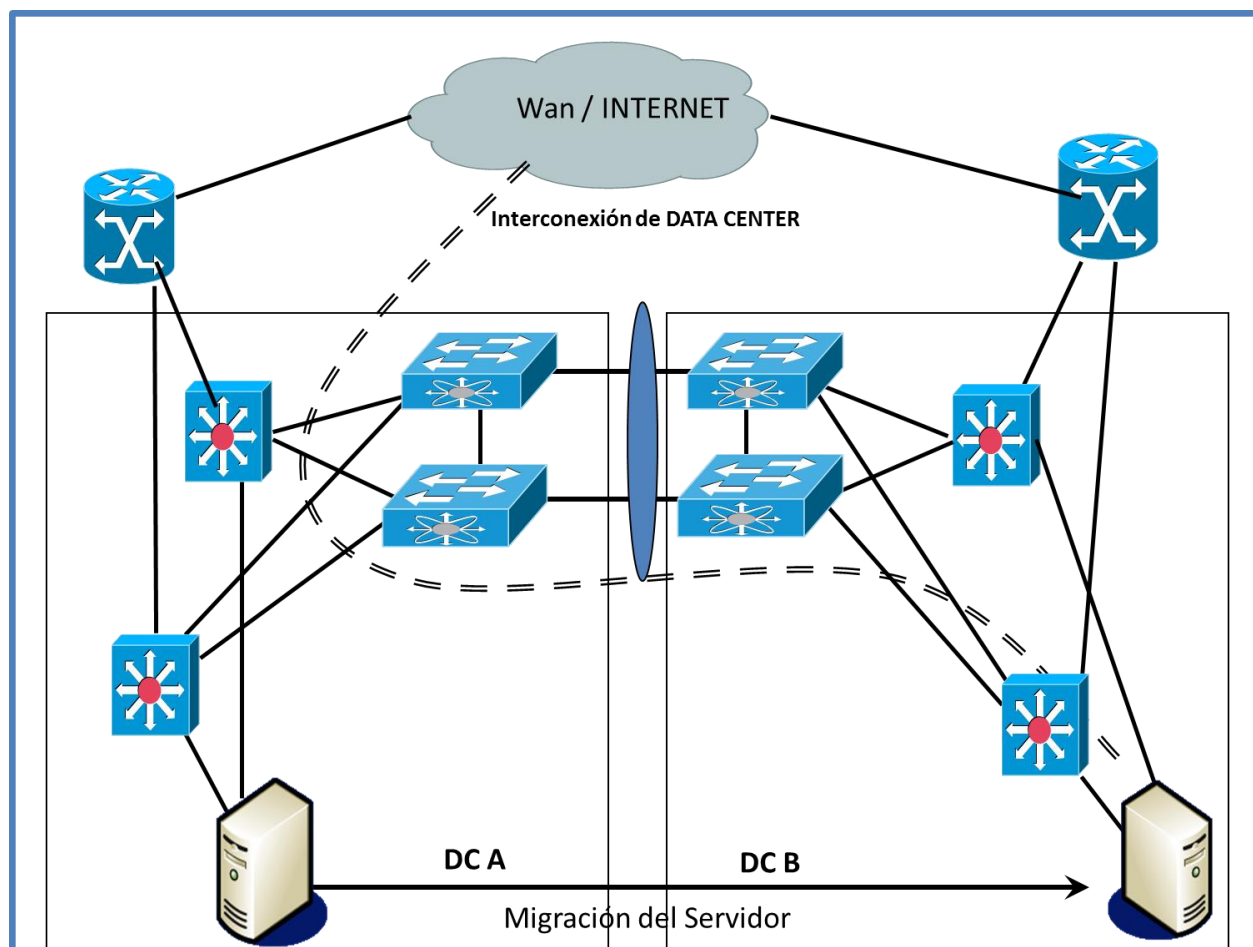 Wan / INTERNET
Interconexión de DATA CENTER
DC A
DC B
Migración del Servidor